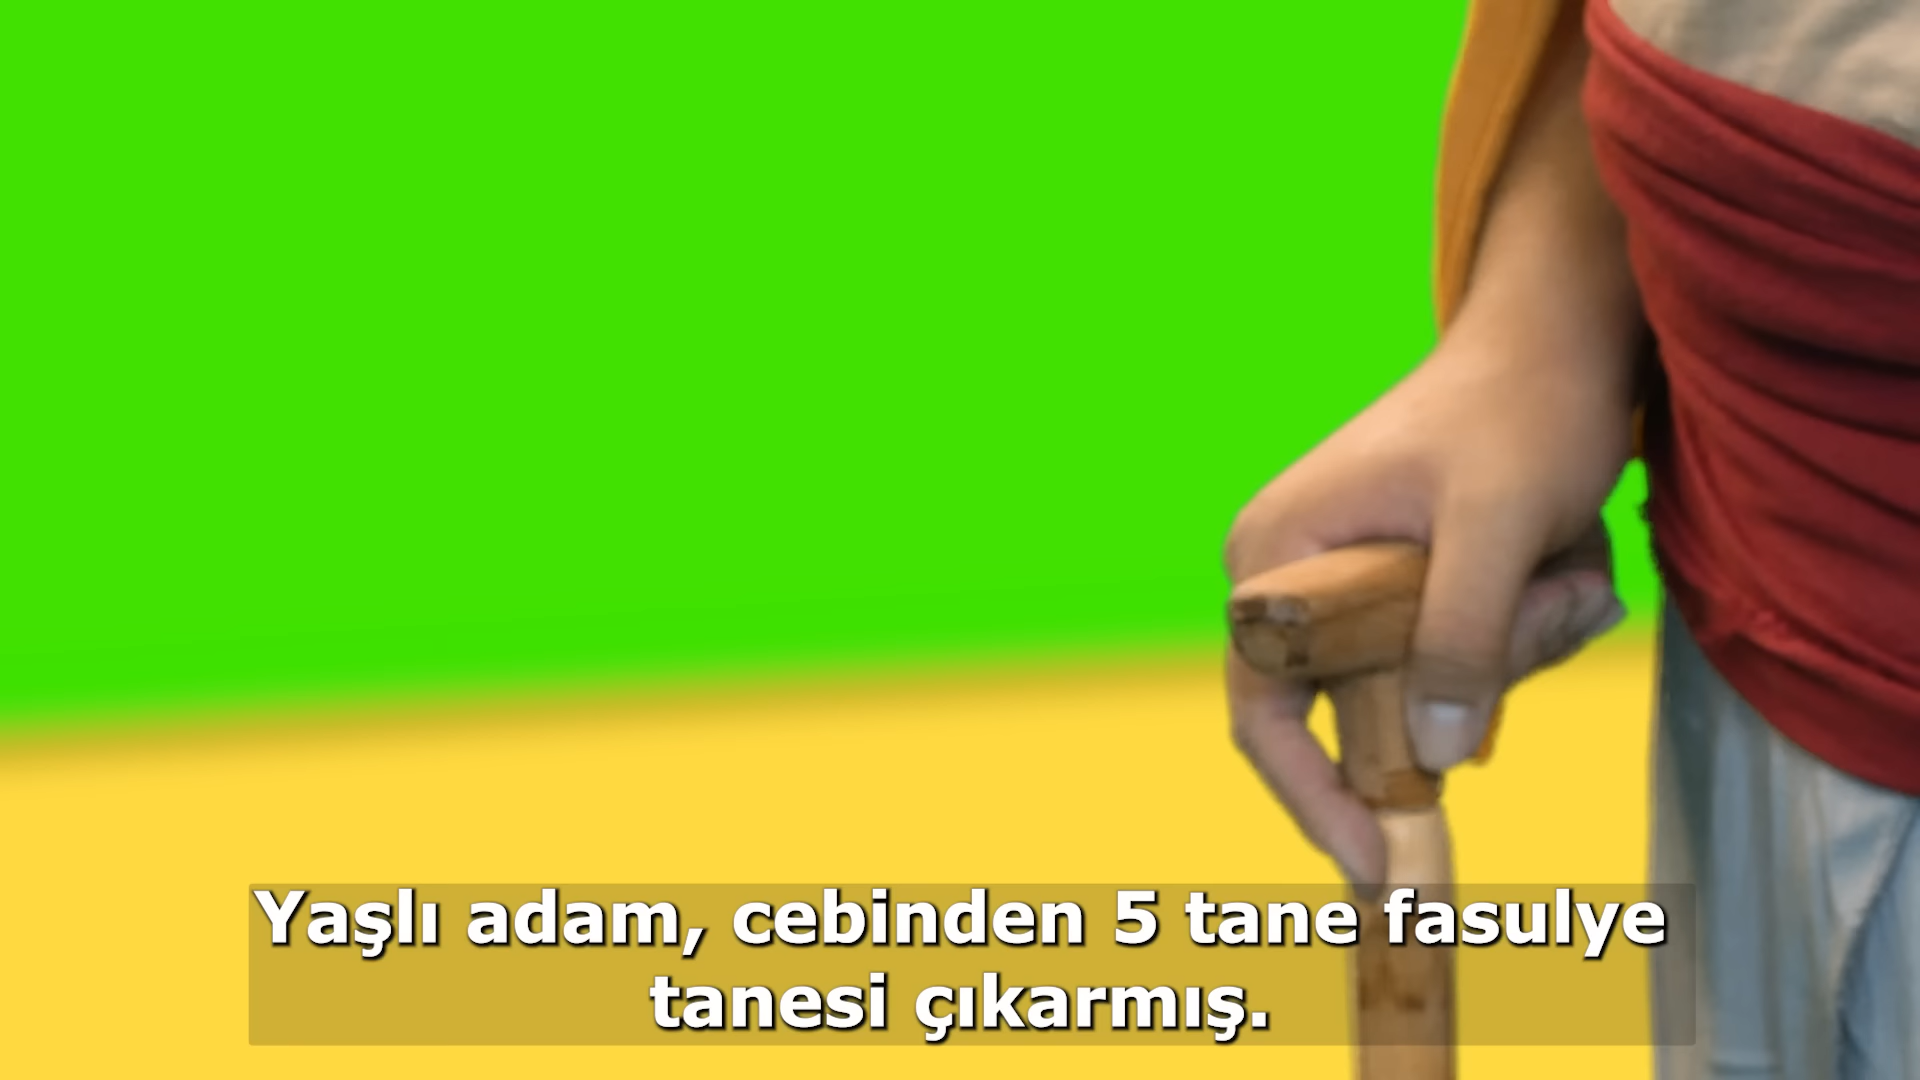 Yaşlı adam, cebinden 5 tane fasulye
tanesi çıkarmış.